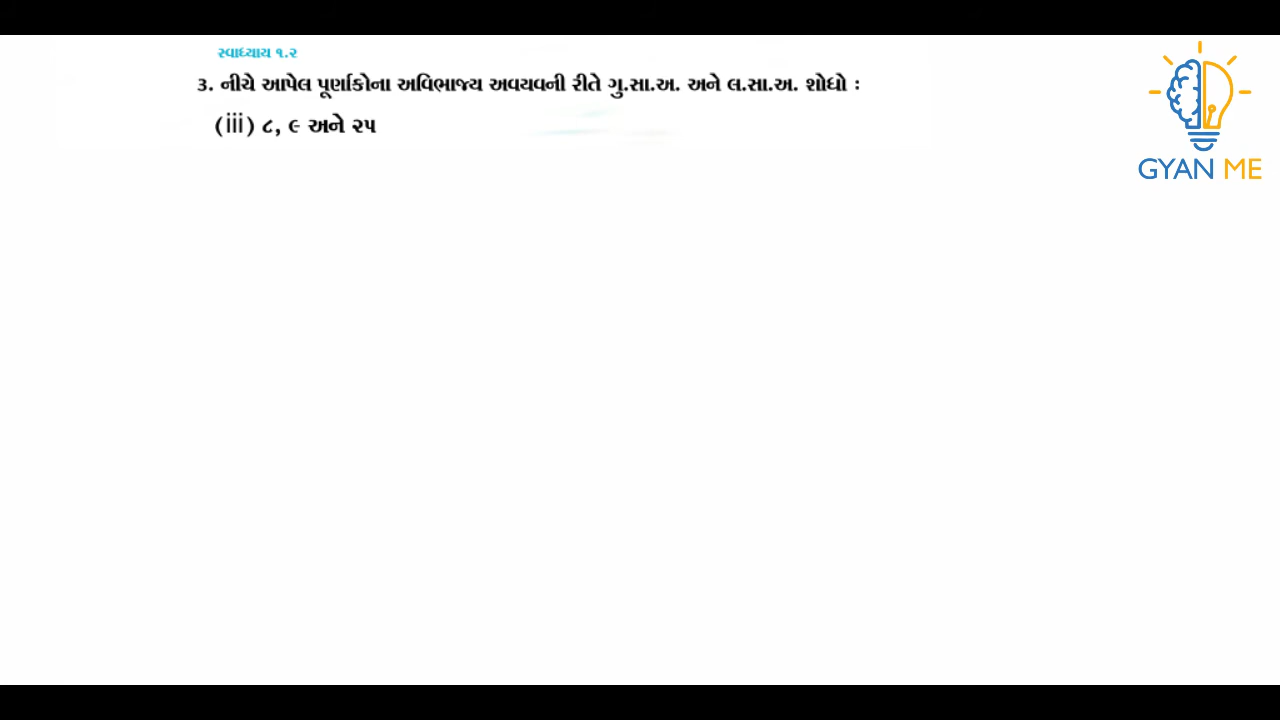 સ્વાધ્યાય ૧.૨
૩. નીચે આપેલ પૂર્ણાકોના અવિભાજ્ય અવયવની રીતે ગુ.સા.અ. અને લ.સા.અ. શોધો :
(iii) ૮, ૯ અને ૨૫
GYAN ME